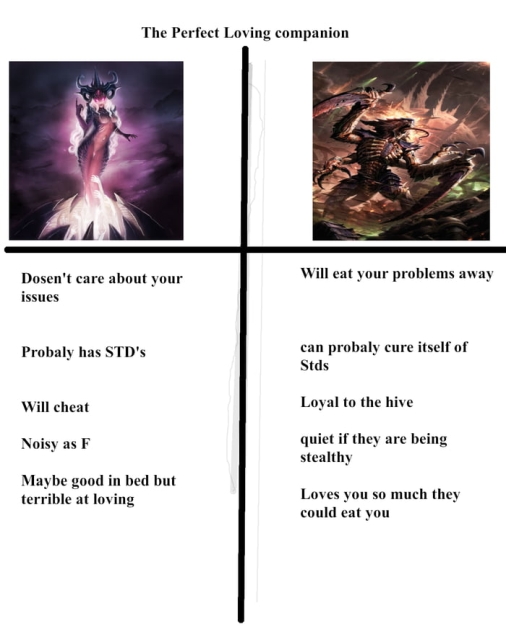 The Perfect Loving companion
Dosen't care about your
issues
Probaly has STD's
Will cheat
Noisy as F
Maybe good in bed but
terrible at loving
Will eat your problems away
can probaly cure itself of
Stds
Loyal to the hive
quiet if they are being
stealthy
Loves you so much they
could eat you